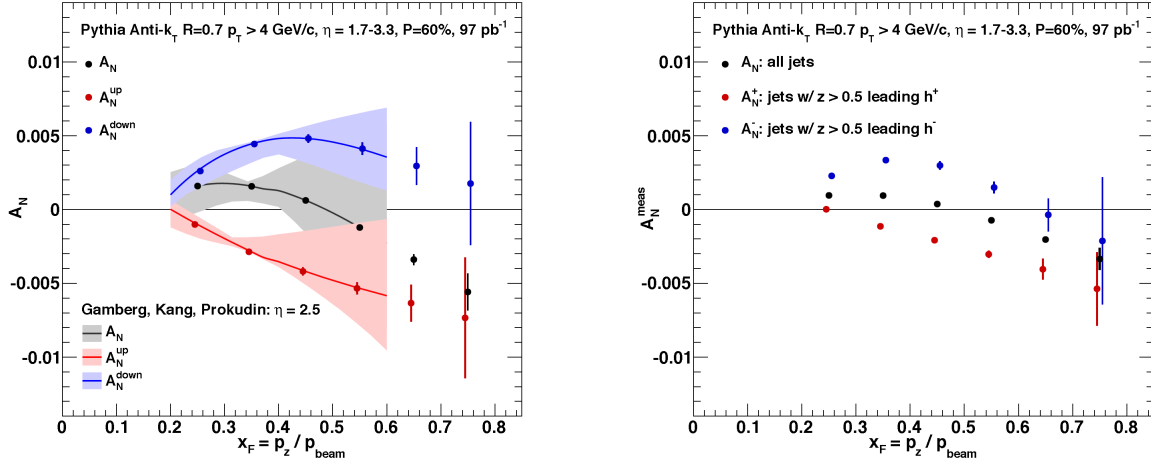 Pythia Anti-k_T R=0.7 p_T > 4 GeV/c, η = 1.7-3.3, P=60%, 97 pb^-1
A_N
A_N^up
A_N^down
0.01
0.005
0
-0.005
-0.01
A_N
Gamberg, Kang, Prokudin: η = 2.5
A_N
A_N^up
A_N^down
0 0.1 0.2 0.3 0.4 0.5 0.6 0.7 0.8
x_F = p_z / p_beam
Pythia Anti-k_T R=0.7 p_T > 4 GeV/c, η = 1.7-3.3, P=60%, 97 pb^-1
A_N: all jets
A_N^+: jets w/ z > 0.5 leading h^+
A_N^-: jets w/ z > 0.5 leading h^-
0.01
0.005
0
-0.005
-0.01
A_N^meas
0 0.1 0.2 0.3 0.4 0.5 0.6 0.7 0.8
x_F = p_z / p_beam